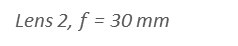 Lens 2, f = 30 mm